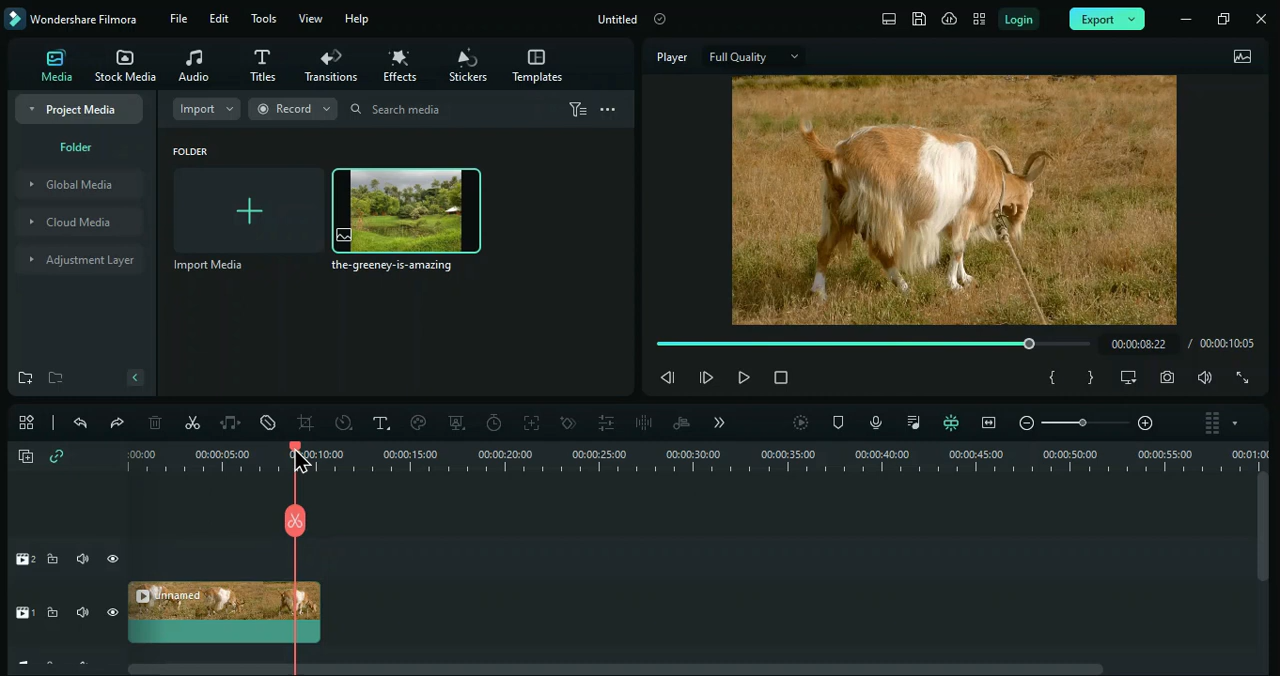 Wondershare Filmora File Edit Tools View Help Untitled Login Export
Media Stock Media Audio Titles Transitions Effects Stickers Templates
Player Full Quality
Project Media
Import Record Search media
Folder
FOLDER
Global Media
Cloud Media
Adjustment Layer
Import Media the-greeney-is-amazing
00:00:08:22 / 00:00:10:05
:00:00 00:00:05:00 00:00:10:00 00:00:15:00 00:00:20:00 00:00:25:00 00:00:30:00 00:00:35:00 00:00:40:00 00:00:45:00 00:00:50:00 00:00:55:00 00:01:0
2
unnamed
1